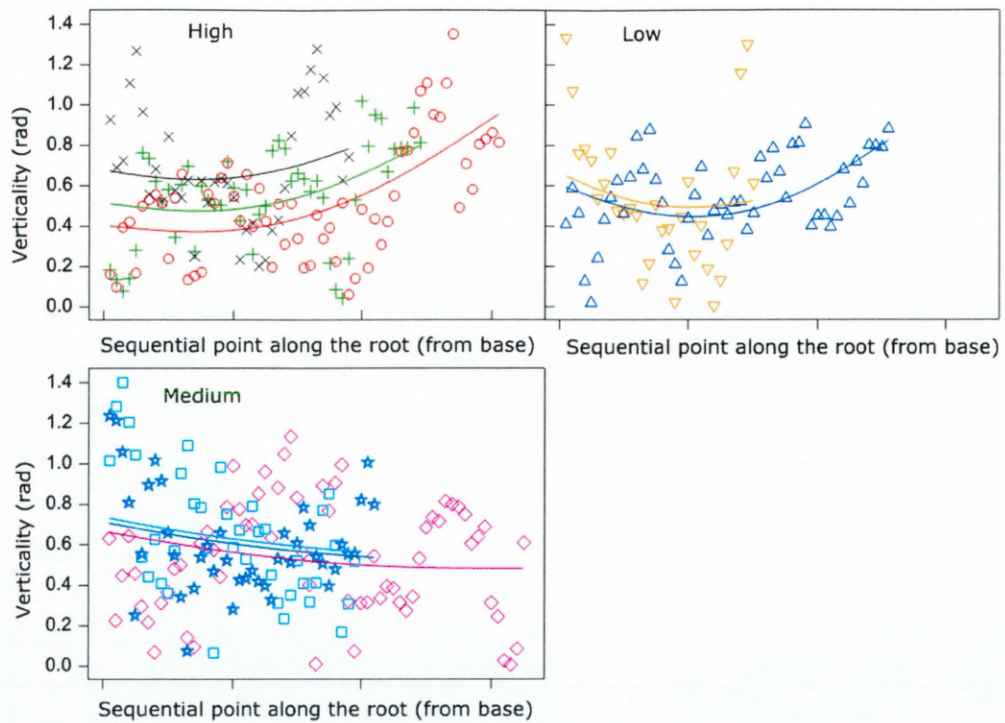 High
Low
1.4
1.2
1.0
0.8
0.6
0.4
0.2
0.0
Verticality (rad)
Sequential point along the root (from base)
Sequential point along the root (from base)
Medium
1.4
1.2
1.0
0.8
0.6
0.4
0.2
0.0
Verticality (rad)
Sequential point along the root (from base)